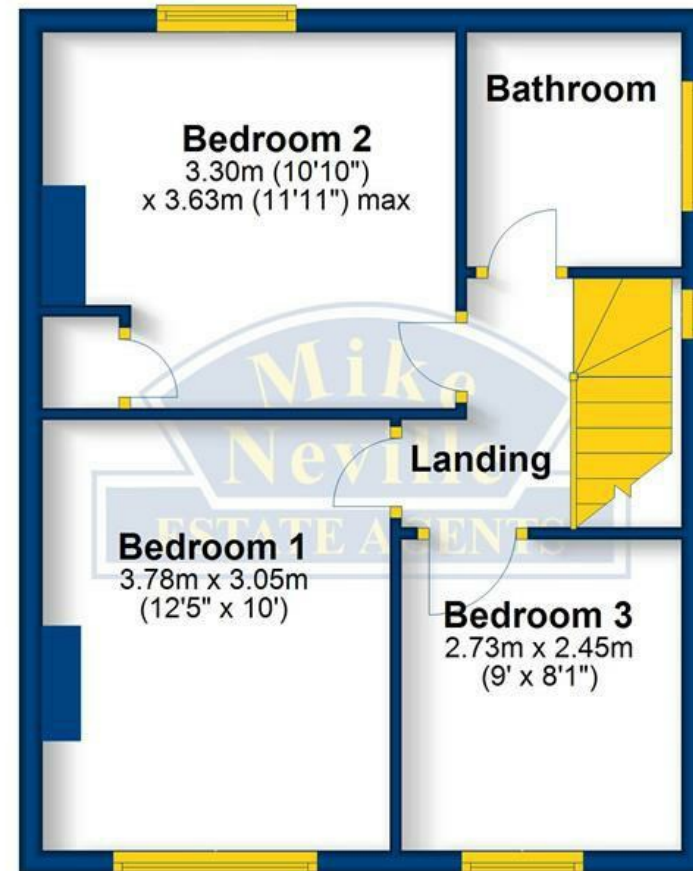 Bathroom
Bedroom 2
3.30m (10'10")
x 3.63m (11'11") max
Mike
Neville
ESTATE AGENTS
Landing
Bedroom 1
3.78m x 3.05m
(12'5" x 10')
Bedroom 3
2.73m x 2.45m
(9' x 8'1")